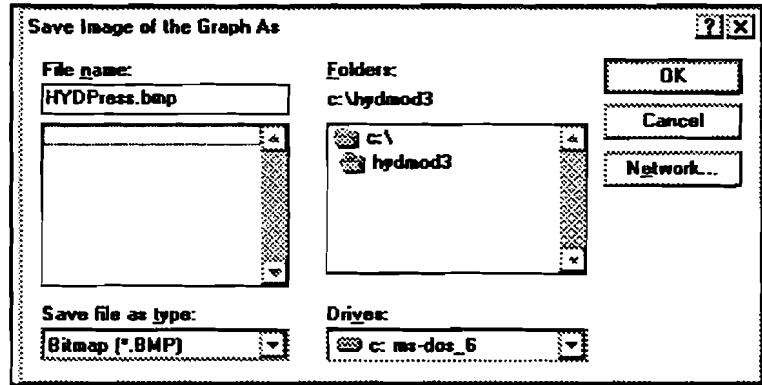 Save Image of the Graph As
? X
File name:
HYDPress.bmp
Folders:
c:\hydmod3
c:\
hydmod3
OK
Cancel
Network...
Save file as type:
Bitmap (*.BMP)
Drives:
c: ms-dos_6